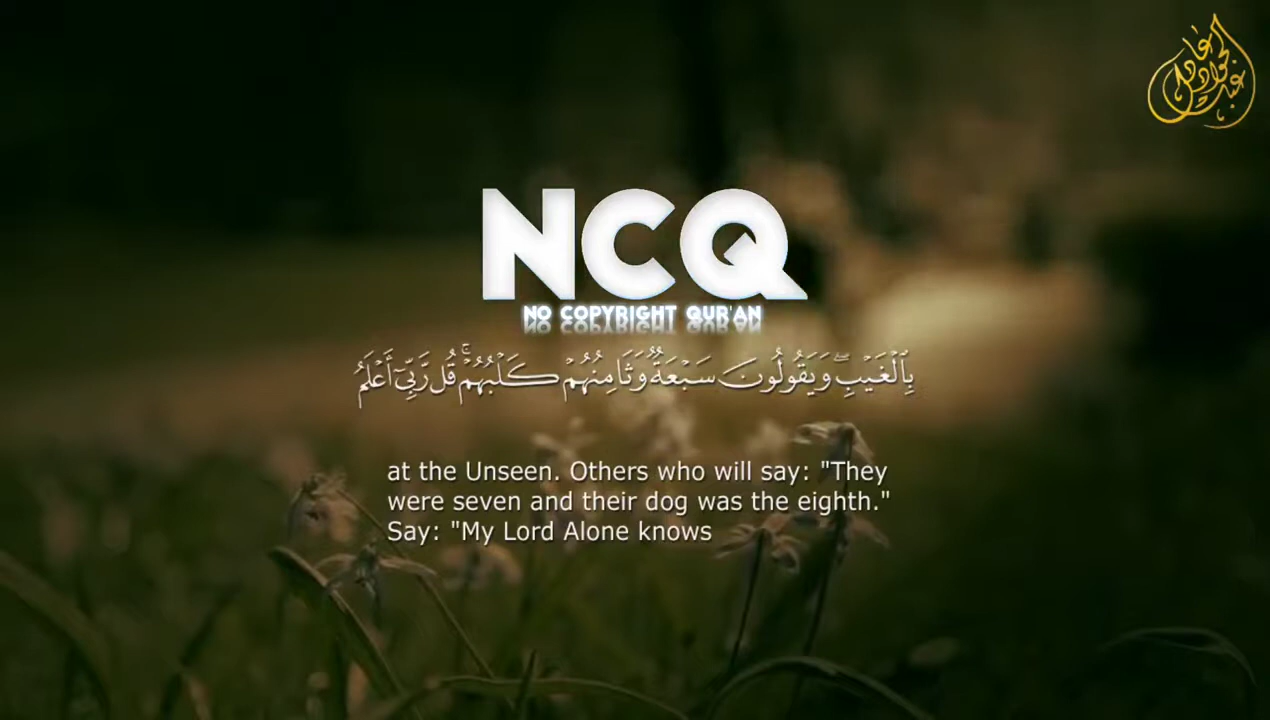 NCQ
NO COPYRIGHT QUR'AN
بِٱلْغَيْبِۖ وَيَقُولُونَ سَبْعَةٌ وَثَامِنُهُمْ كَلْبُهُمْۚ قُل رَّبِّىٓ أَعْلَمُ
at the Unseen. Others who will say: "They
were seven and their dog was the eighth."
Say: "My Lord Alone knows